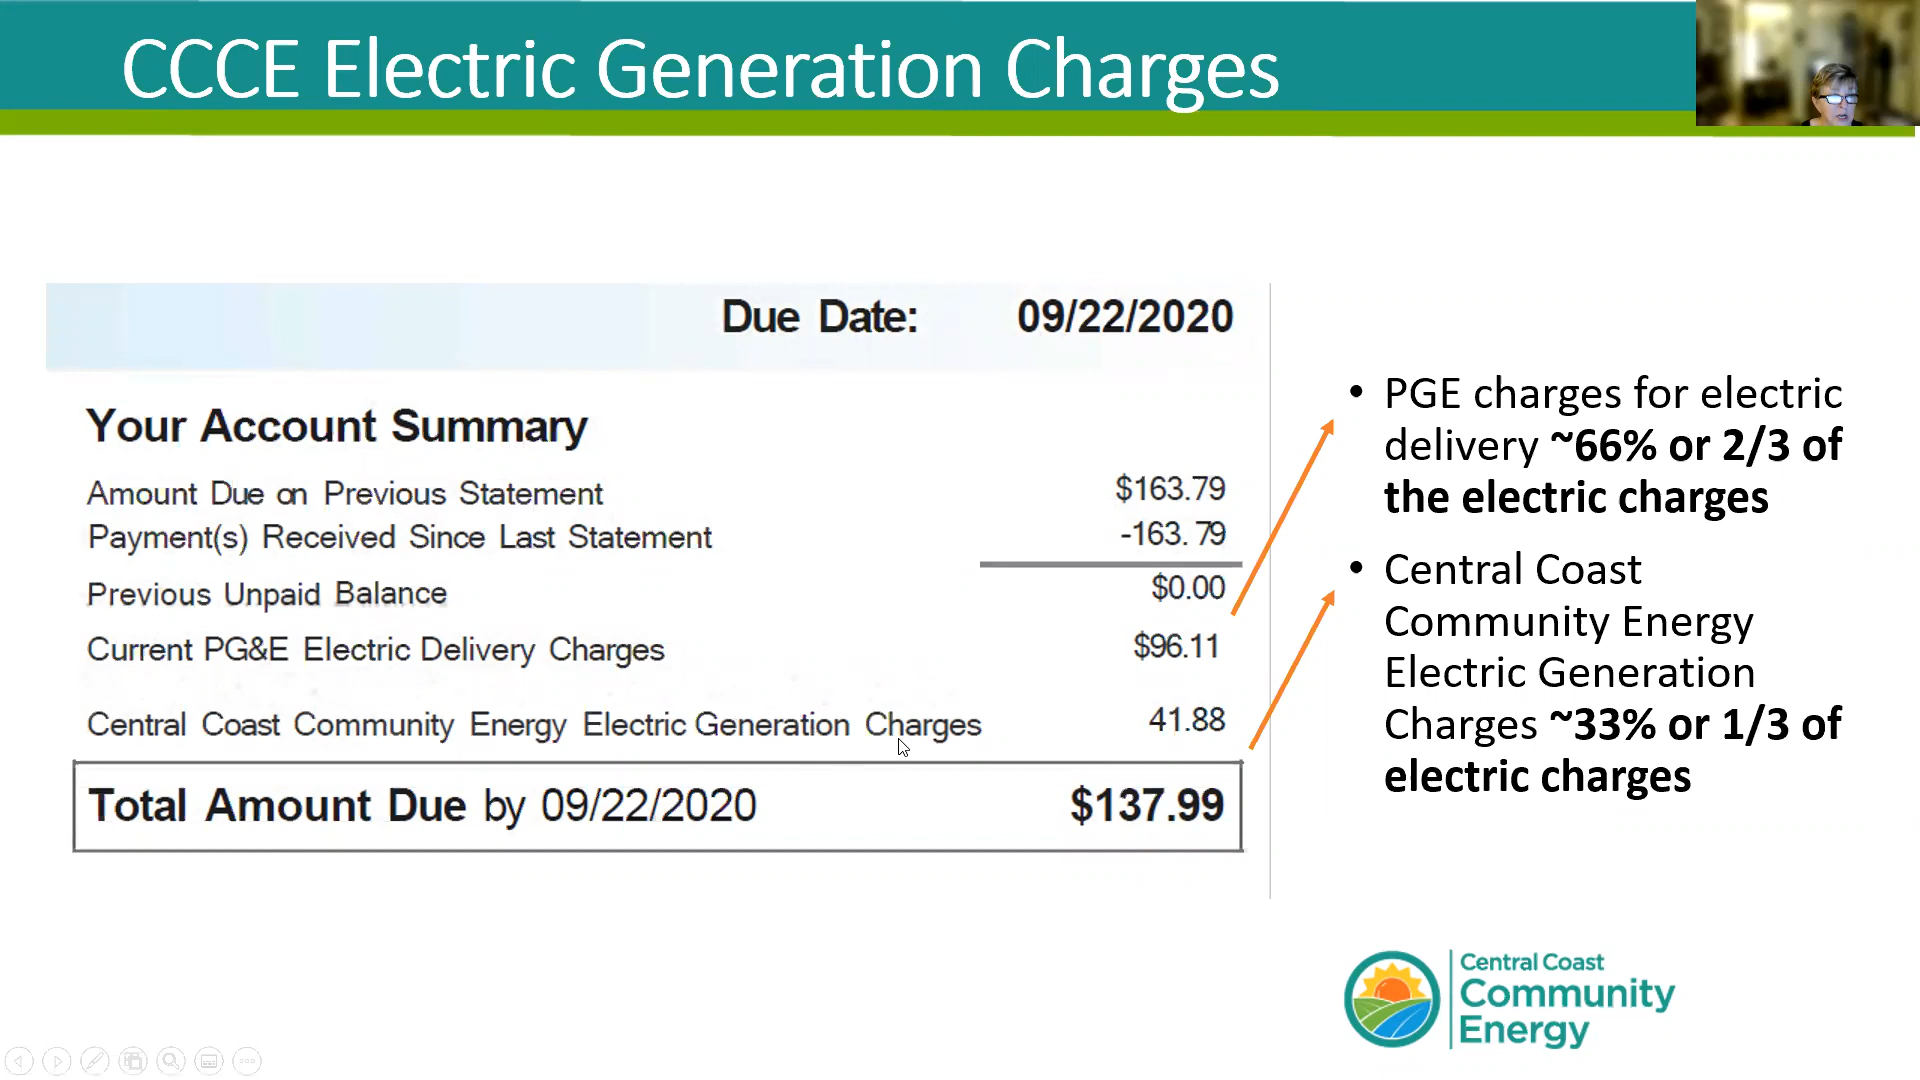 CCCE Electric Generation Charges
Due Date: 09/22/2020
Your Account Summary
Amount Due on Previous Statement $163.79
Payment(s) Received Since Last Statement -163.79
Previous Unpaid Balance $0.00
Current PG&E Electric Delivery Charges $96.11
Central Coast Community Energy Electric Generation Charges 41.88
Total Amount Due by 09/22/2020 $137.99
• PGE charges for electric
delivery ~66% or 2/3 of
the electric charges
• Central Coast
Community Energy
Electric Generation
Charges ~33% or 1/3 of
electric charges
Central Coast
Community
Energy